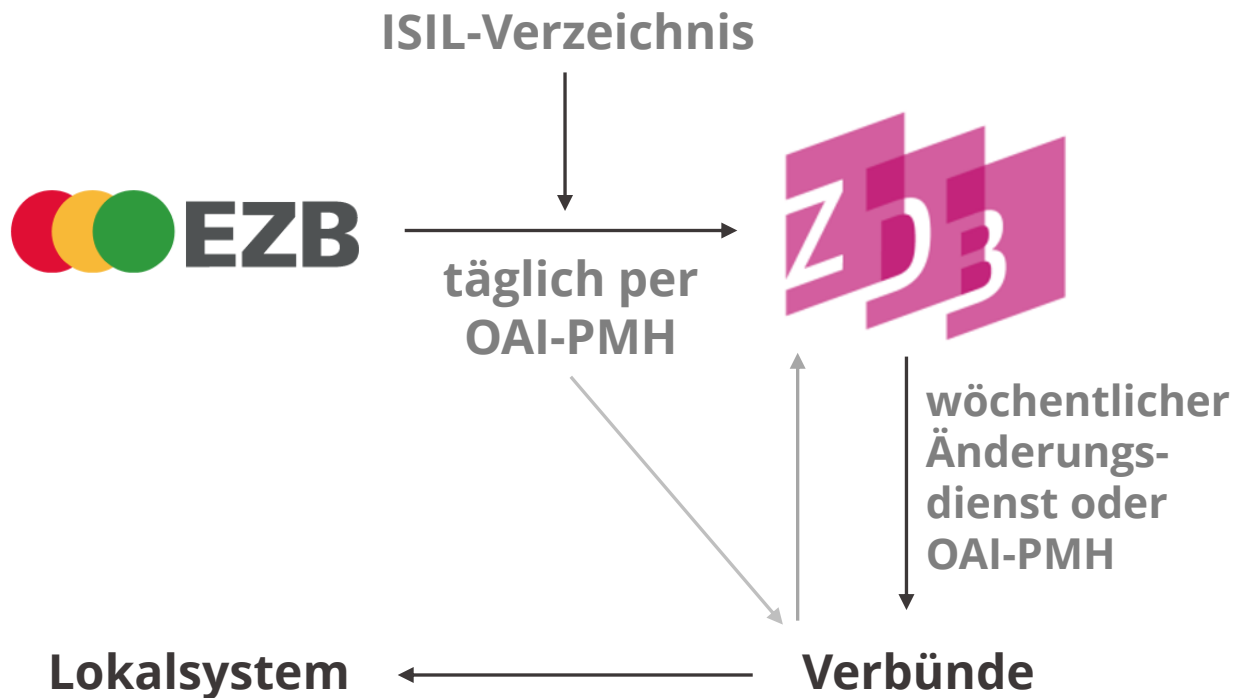 ISIL-Verzeichnis
EZB
ZDB
täglich per
OAI-PMH
wöchentlicher
Änderungs-
dienst oder
OAI-PMH
Lokalsystem
Verbünde